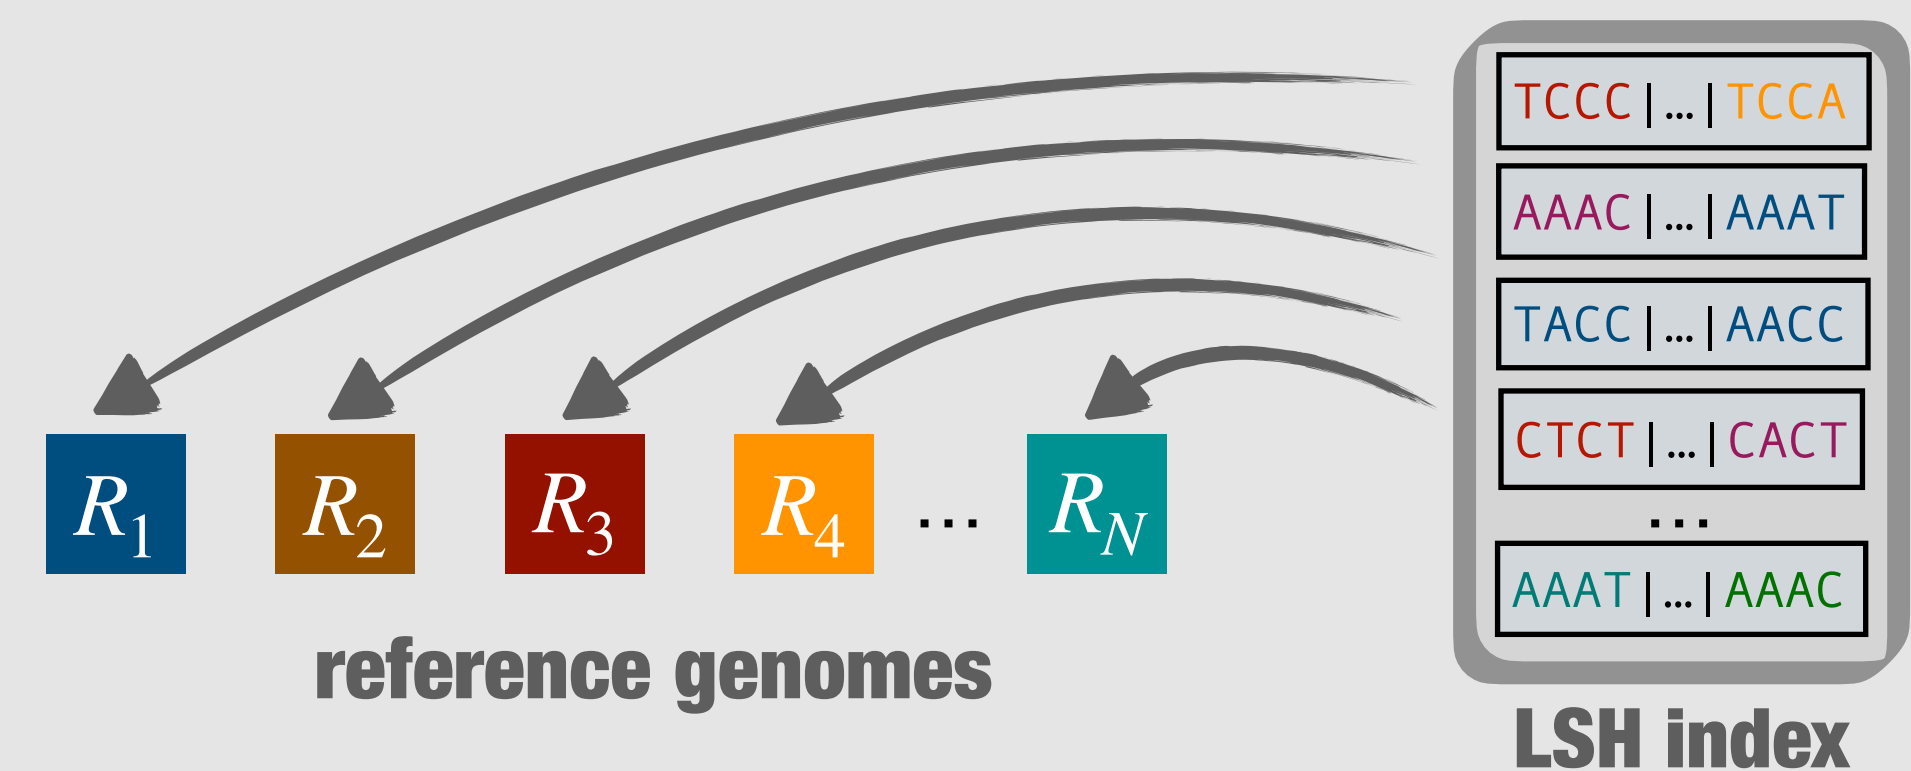 TCCC|...|TCCA
AAAC|...|AAAT
TACC|...|AACC
CTCT|...|CACT
...
AAAT|...|AAAC
R1 R2 R3 R4 ... RN
reference genomes
LSH index